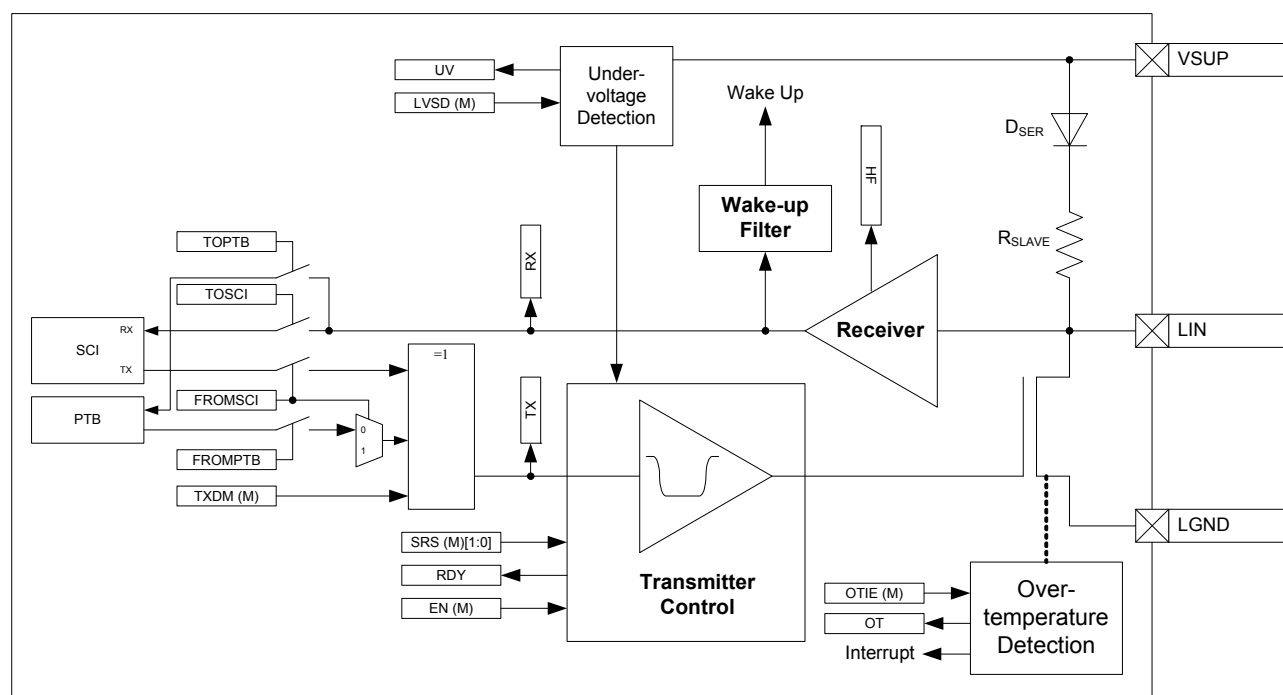 VSUP
UV
Under-
voltage
Detection
LVSD (M)
Wake Up
DSER
HF
Wake-up
Filter
RSLAVE
TOPTB
RX
TOSCI
RX
SCI
TX
Receiver
LIN
=1
FROMSCI
TX
PTB
0
1
FROMPTB
TXDM (M)
LGND
SRS (M)[1:0]
RDY
EN (M)
Transmitter
Control
OTIE (M)
OT
Interrupt
Over-
temperature
Detection